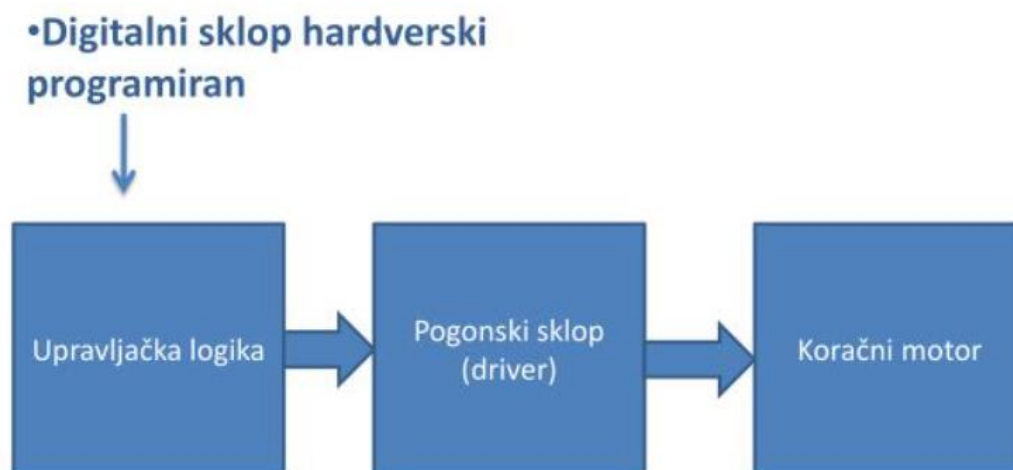 •Digitalni sklop hardverski
programiran
Upravljačka logika
Pogonski sklop
(driver)
Koračni motor